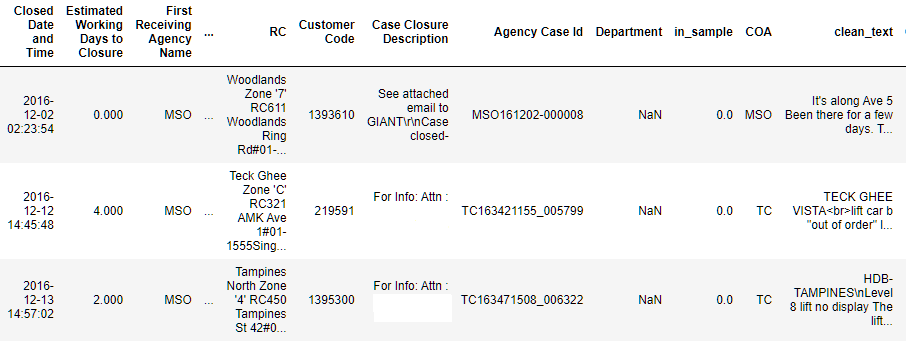 Closed Date and Time Estimated Working Days to Closure First Receiving Agency Name ... RC Customer Code Case Closure Description Agency Case Id Department in_sample COA clean_text
2016-12-02 02:23:54 0.000 MSO ... Woodlands Zone '7' RC611 Woodlands Ring Rd#01-... 1393610 See attached email to GIANT\r\nCase closed- MSO161202-000008 NaN 0.0 MSO It's along Ave 5 Been there for a few days. T...
2016-12-12 14:45:48 4.000 MSO ... Teck Ghee Zone 'C' RC321 AMK Ave 1#01-1555Sing... 219591 For Info: Attn : TC163421155_005799 NaN 0.0 TC TECK GHEE VISTA<br>lift car b "out of order" l...
2016-12-13 14:57:02 2.000 MSO ... Tampines North Zone '4' RC450 Tampines St 42#0... 1395300 For Info: Attn : TC163471508_006322 NaN 0.0 TC HDB-TAMPINES\nLevel 8 lift no display The lift...